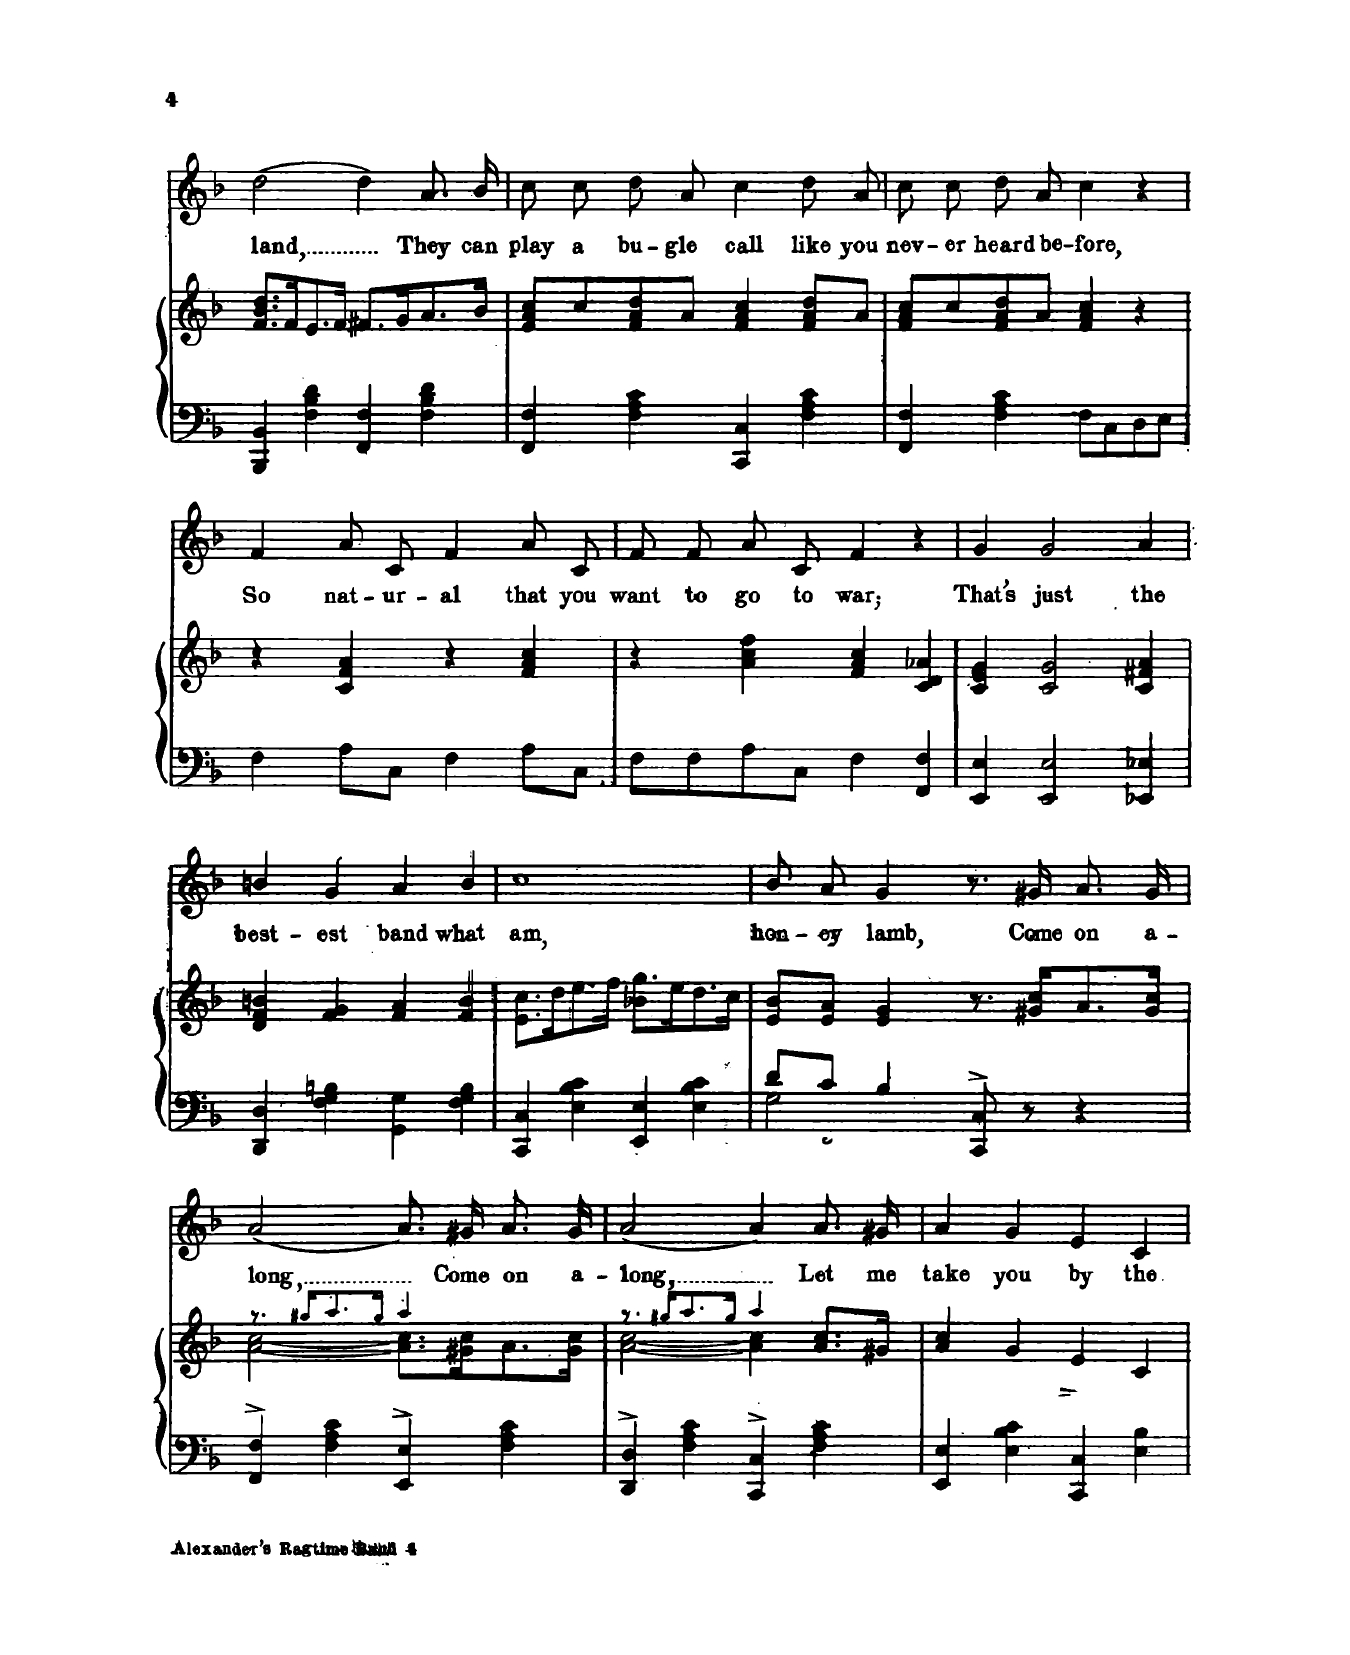 4
land,............ They can play a bu - gle call like you nev - er heard be - fore,
So nat - ur - al that you want to go to war; That's just the
best - est band what am, hon - ey lamb, Come on a -
long,.................. Come on a - long,................ Let me take you by the
Alexander's Ragtime Band 4